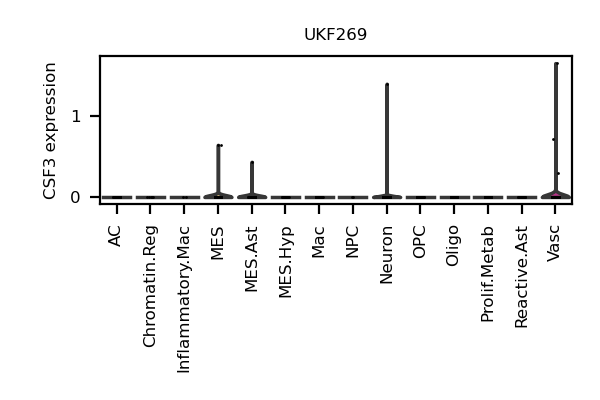 UKF269
CSF3 expression
1
0
AC
Chromatin.Reg
Inflammatory.Mac
MES
MES.Ast
MES.Hyp
Mac
NPC
Neuron
OPC
Oligo
Prolif.Metab
Reactive.Ast
Vasc